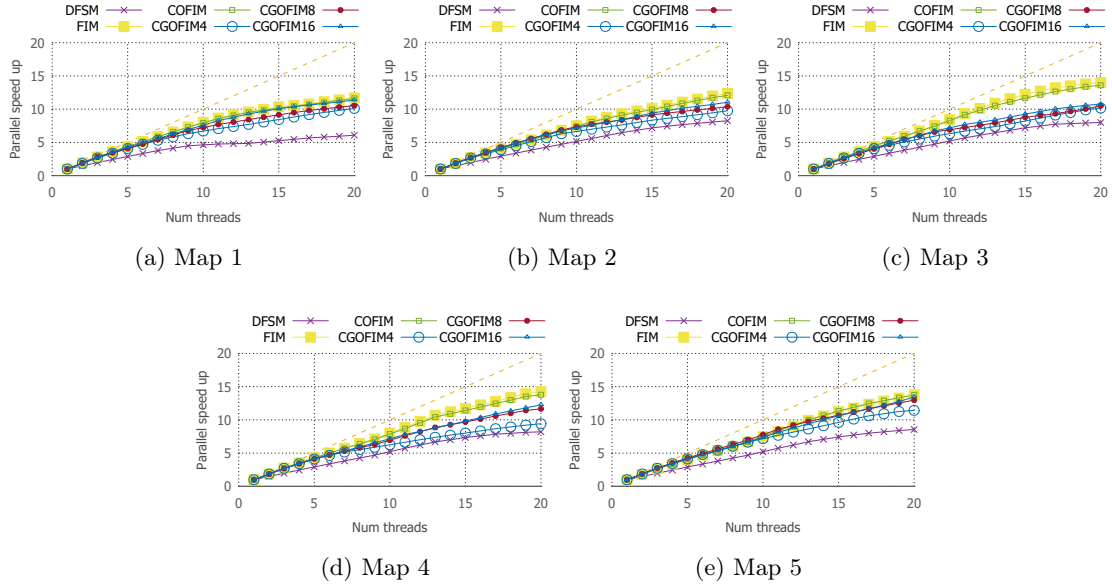 DFSM COFIM CGOFIM8
FIM CGOFIM4 CGOFIM16
20
15
10
5
0
0 5 10 15 20
Parallel speed up
Num threads
(a) Map 1
DFSM COFIM CGOFIM8
FIM CGOFIM4 CGOFIM16
20
15
10
5
0
0 5 10 15 20
Parallel speed up
Num threads
(b) Map 2
DFSM COFIM CGOFIM8
FIM CGOFIM4 CGOFIM16
20
15
10
5
0
0 5 10 15 20
Parallel speed up
Num threads
(c) Map 3
DFSM COFIM CGOFIM8
FIM CGOFIM4 CGOFIM16
20
15
10
5
0
0 5 10 15 20
Parallel speed up
Num threads
(d) Map 4
DFSM COFIM CGOFIM8
FIM CGOFIM4 CGOFIM16
20
15
10
5
0
0 5 10 15 20
Parallel speed up
Num threads
(e) Map 5